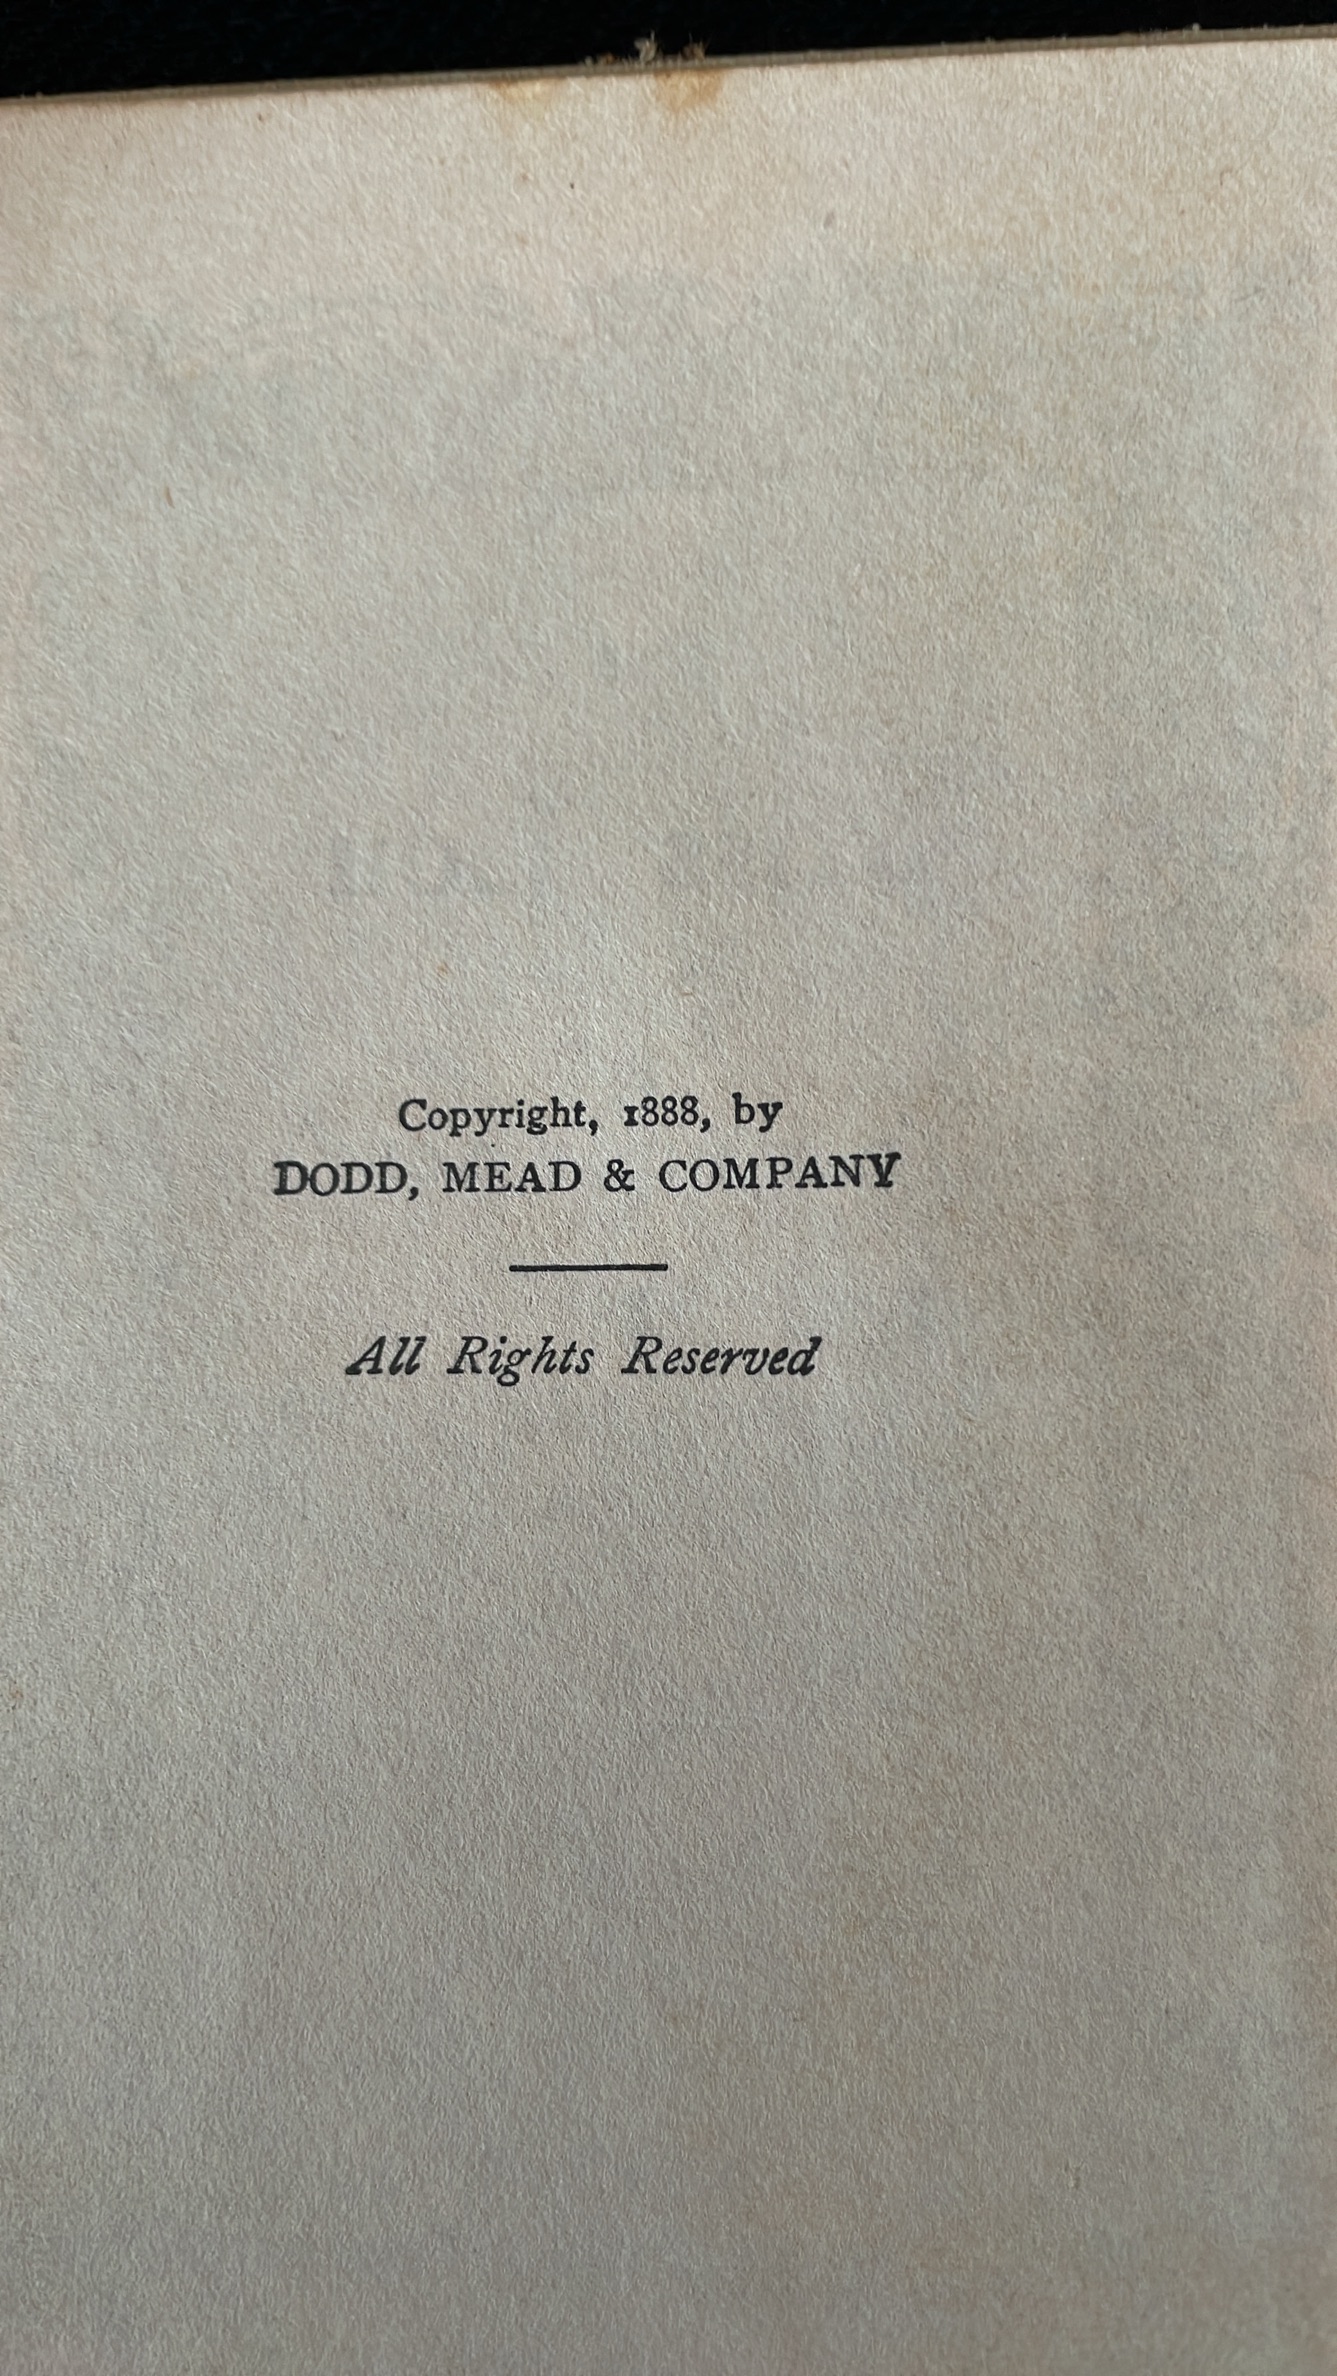 Copyright, 1888, by
DODD, MEAD & COMPANY
All Rights Reserved